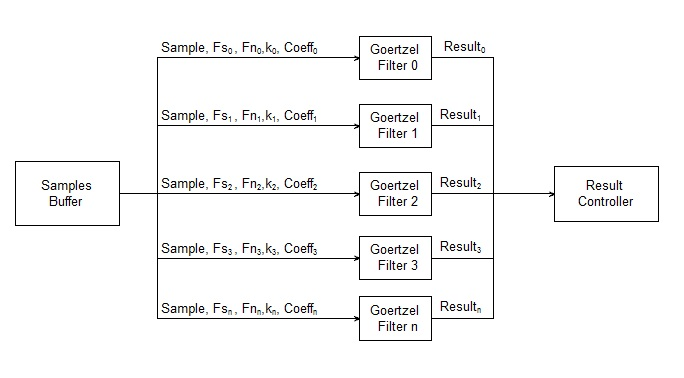 Sample, Fs₀, Fn₀,k₀, Coeff₀
Goertzel
Filter 0
Result₀
Sample, Fs₁, Fn₁,k₁, Coeff₁
Goertzel
Filter 1
Result₁
Samples
Buffer
Sample, Fs₂, Fn₂,k₂, Coeff₂
Goertzel
Filter 2
Result₂
Result
Controller
Sample, Fs₃, Fn₃,k₃, Coeff₃
Goertzel
Filter 3
Result₃
Sample, Fsₙ, Fnₙ,kₙ, Coeffₙ
Goertzel
Filter n
Resultₙ